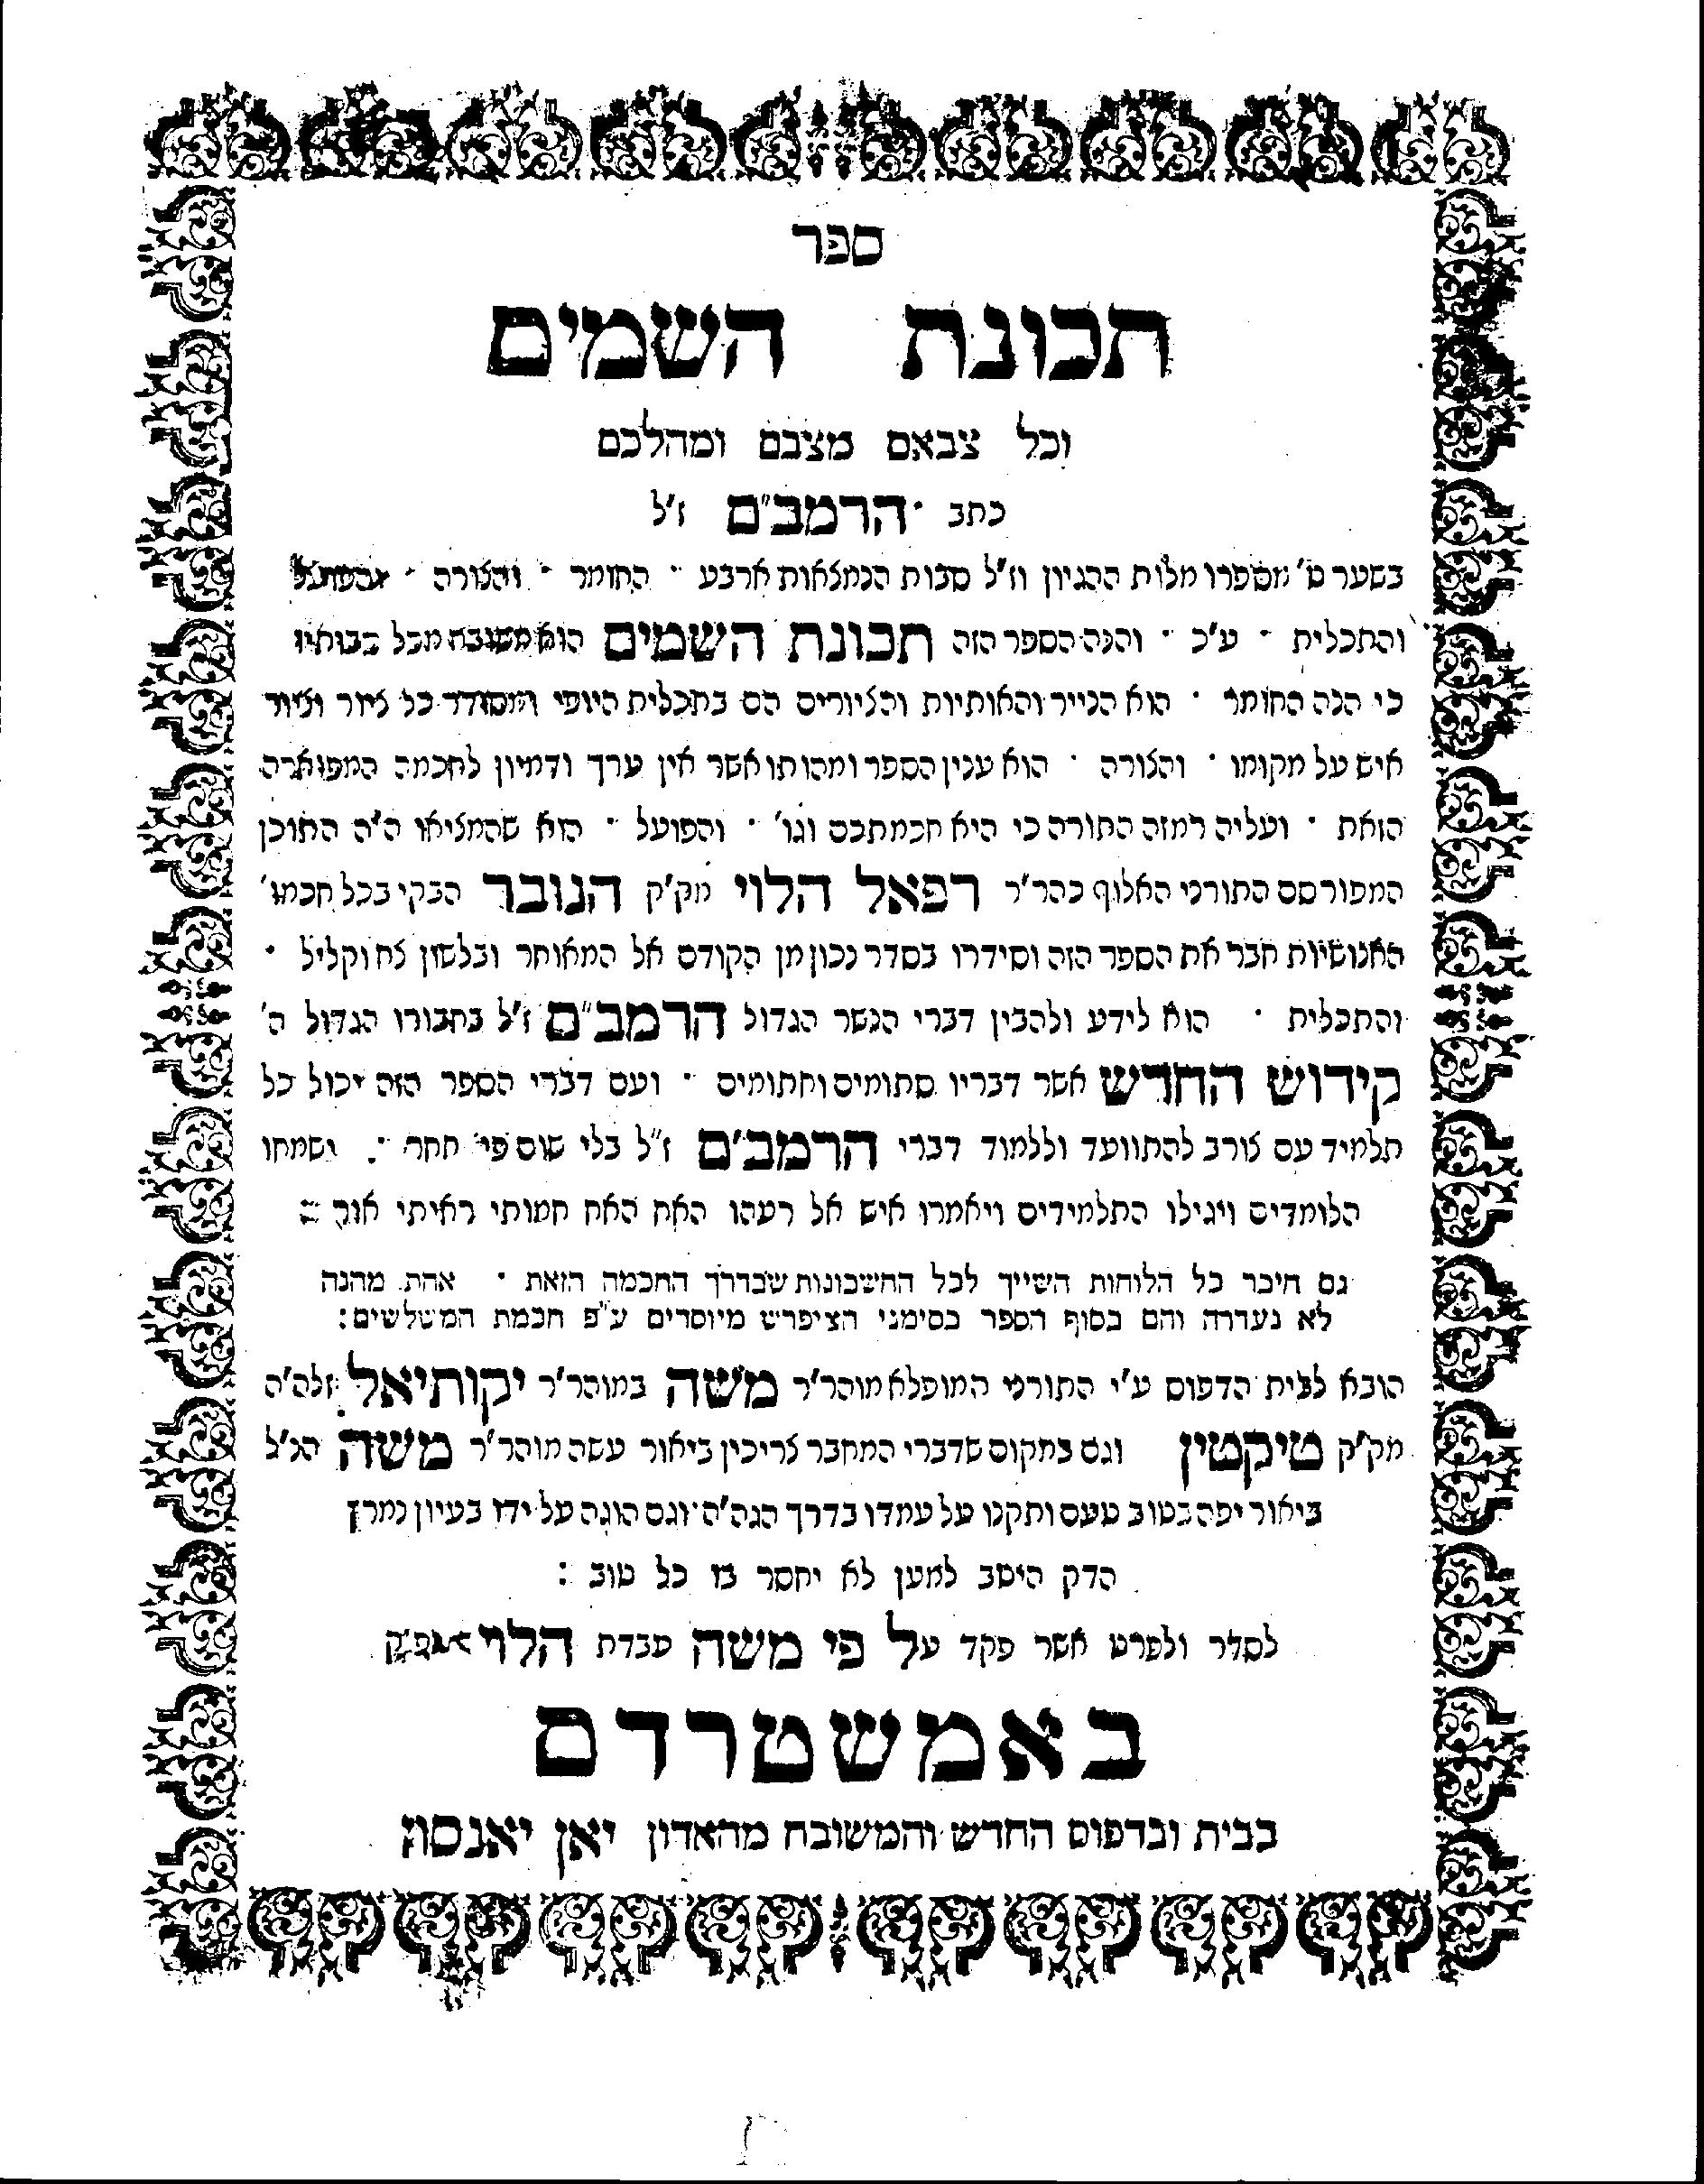 ספר
תכונת השמים
וכל צבאם מצבם ומהלכם
כתב הרמב"ם ז"ל
בשער ט' מספרו מלות ההגיון וז"ל סבות הנמצאות ארבע · החומר · והצורה · והפועל
והתכלית · ע"כ · והנה הספר הזה תכונת השמים הוא משובח מכל סבותיו
כי הנה החומר · הוא הנייר והאותיות והציורים הם בתכלית היופי והמסודר כל ציור וציור
איש על מקומו · והצורה · הוא ענין הספר ומהותו אשר אין ערך ודמיון לחכמה המפוארה
הזאת · ועליה רמזה התורה כי היא חכמתכם וגו' · והפועל · הוא שהמציאו ה"ה התוכן
המפורסם התורני האלוף כהר"ר רפאל הלוי מק"ק הנובר הבקי בכל חכמו'
האנושיות חבר את הספר הזה וסידרו בסדר נכון מן הקודם אל המאוחר ובלשון צח וקליל ·
והתכלית · הוא לידע ולהבין דברי הנשר הגדול הרמב"ם ז"ל בחבורו הגדול ה'
קידוש החדש אשר דבריו סתומים וחתומים · ועם דברי הספר הזה יכול כל
תלמיד עם צורב להתוועד וללמוד דברי הרמב"ם ז"ל בלי שום פי' אחר · וישמחו
הלומדים ויגילו התלמידים ויאמרו איש אל רעהו האח האח חמותי ראיתי אור :
גם חיבר כל הלוחות השייך לכל החשבונות שבדרך החכמה הזאת · אחת מהנה
לא נעדרה והם בסוף הספר בסימני הציפרש מיוסדים ע"פ חכמת המשלשים :
הובא לבית הדפוס ע"י התורני המופלא מוהר"ר משה במוהר"ר יקותיאל זלה"ה
מק"ק טיקטין וגם במקום שדברי המחבר צריכין ביאור עשה מוהר"ר משה הנ"ל
ביאור יפה בטוב טעם ותקנו על עמדו בדרך הגה"ה וגם הוגה על ידו בעיון נמרץ
הדק היטב למען לא יחסר בו כל טוב :
לסדר ולפרט אשר פקד על פי משה עבדת הלוי לפ"ק
באמשטרדם
בבית ובדפוס החדש והמשובח מהאדון יאן יאנסון